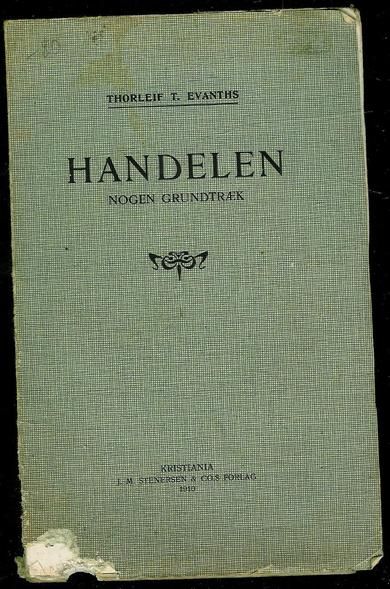 THORLEIF T. EVANTHS
HANDELEN
NOGEN GRUNDTRÆK
KRISTIANIA
J. M. STENERSEN & CO.S FORLAG
1910